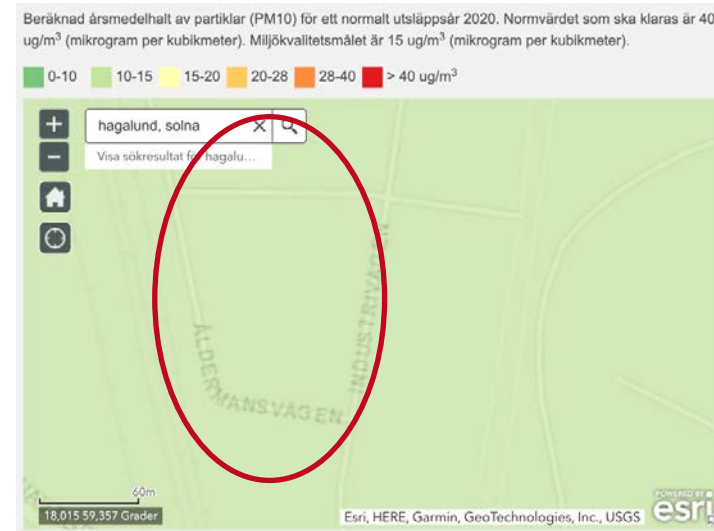 Beräknad årsmedelhalt av partiklar (PM10) för ett normalt utsläppsår 2020. Normvärdet som ska klaras är 40
ug/m³ (mikrogram per kubikmeter). Miljökvalitetsmålet är 15 ug/m³ (mikrogram per kubikmeter).
0-10 10-15 15-20 20-28 28-40 > 40 ug/m³
+
hagalund, solna X
−
Visa sökresultat för hagalu...
INDUSTRIVÄGEN
ÅLDERMANSVÄGEN
60m
18,015 59,357 Grader
Esri, HERE, Garmin, GeoTechnologies, Inc., USGS
POWERED BY
esri